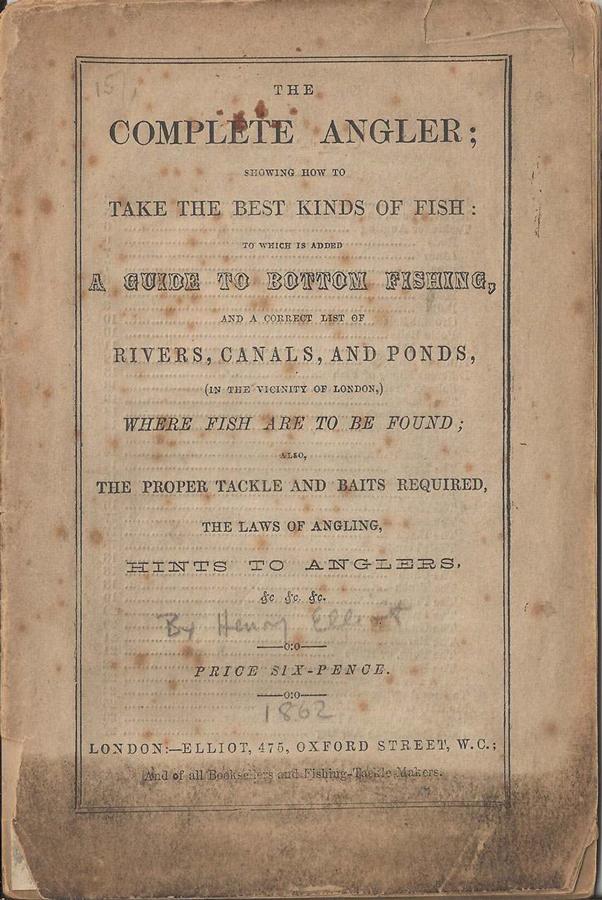 15/
THE
COMPLETE ANGLER;
SHOWING HOW TO
TAKE THE BEST KINDS OF FISH:
TO WHICH IS ADDED
A GUIDE TO BOTTOM FISHING,
AND A CORRECT LIST OF
RIVERS, CANALS, AND PONDS,
(IN THE VICINITY OF LONDON,)
WHERE FISH ARE TO BE FOUND;
ALSO,
THE PROPER TACKLE AND BAITS REQUIRED,
THE LAWS OF ANGLING,
HINTS TO ANGLERS,
&c &c. &c.
By Henry Elliott
——o:o——
PRICE SIX-PENCE.
——o:o——
1862
LONDON:—ELLIOT, 475, OXFORD STREET, W.C.;
And of all Booksellers and Fishing-Tackle Makers.